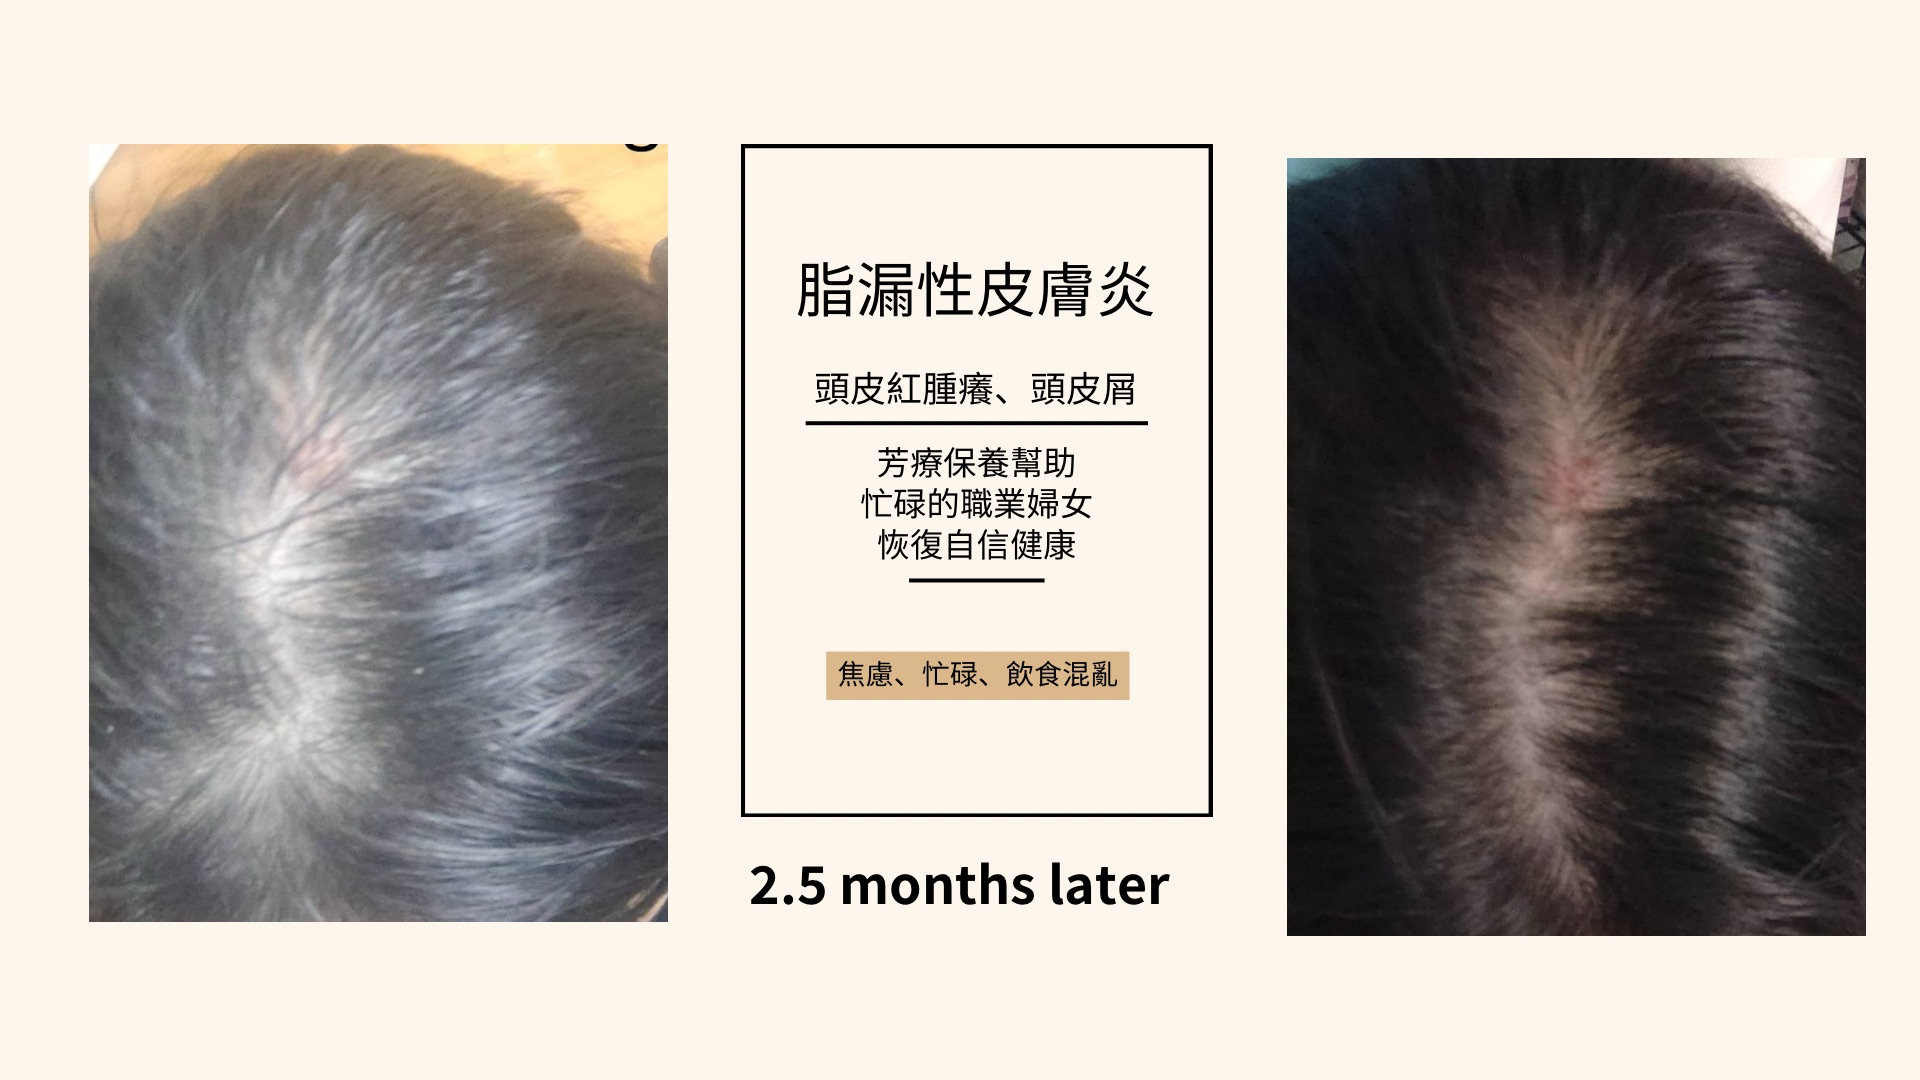 脂漏性皮膚炎
頭皮紅腫癢、頭皮屑
芳療保養幫助
忙碌的職業婦女
恢復自信健康
焦慮、忙碌、飲食混亂
2.5 months later